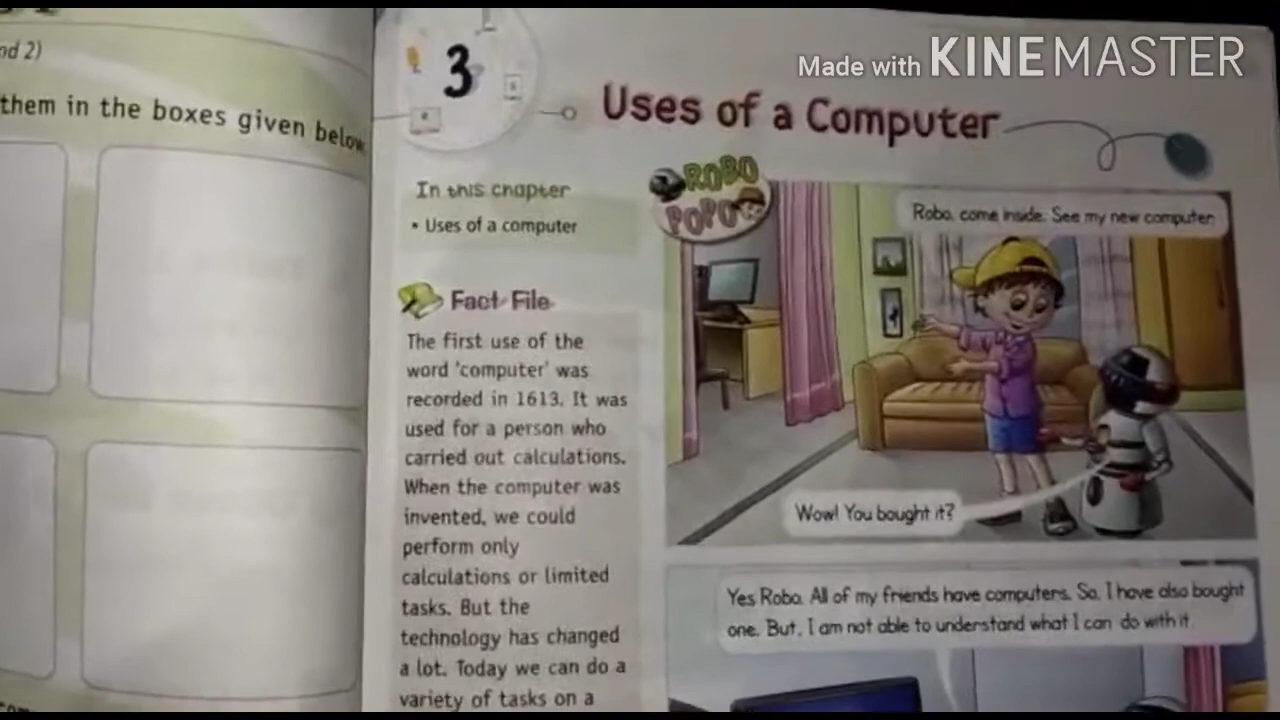 nd 2)
them in the boxes given below
3
Uses of a Computer
Made with KINEMASTER
In this chapter
• Uses of a computer
Fact File
The first use of the
word 'computer' was
recorded in 1613. It was
used for a person who
carried out calculations.
When the computer was
invented, we could
perform only
calculations or limited
tasks. But the
technology has changed
a lot. Today we can do a
variety of tasks on a
ROBO
POPO
Robo, come inside. See my new computer.
Wow! You bought it?
Yes Robo. All of my friends have computers. So, I have also bought
one. But, I am not able to understand what I can do with it.